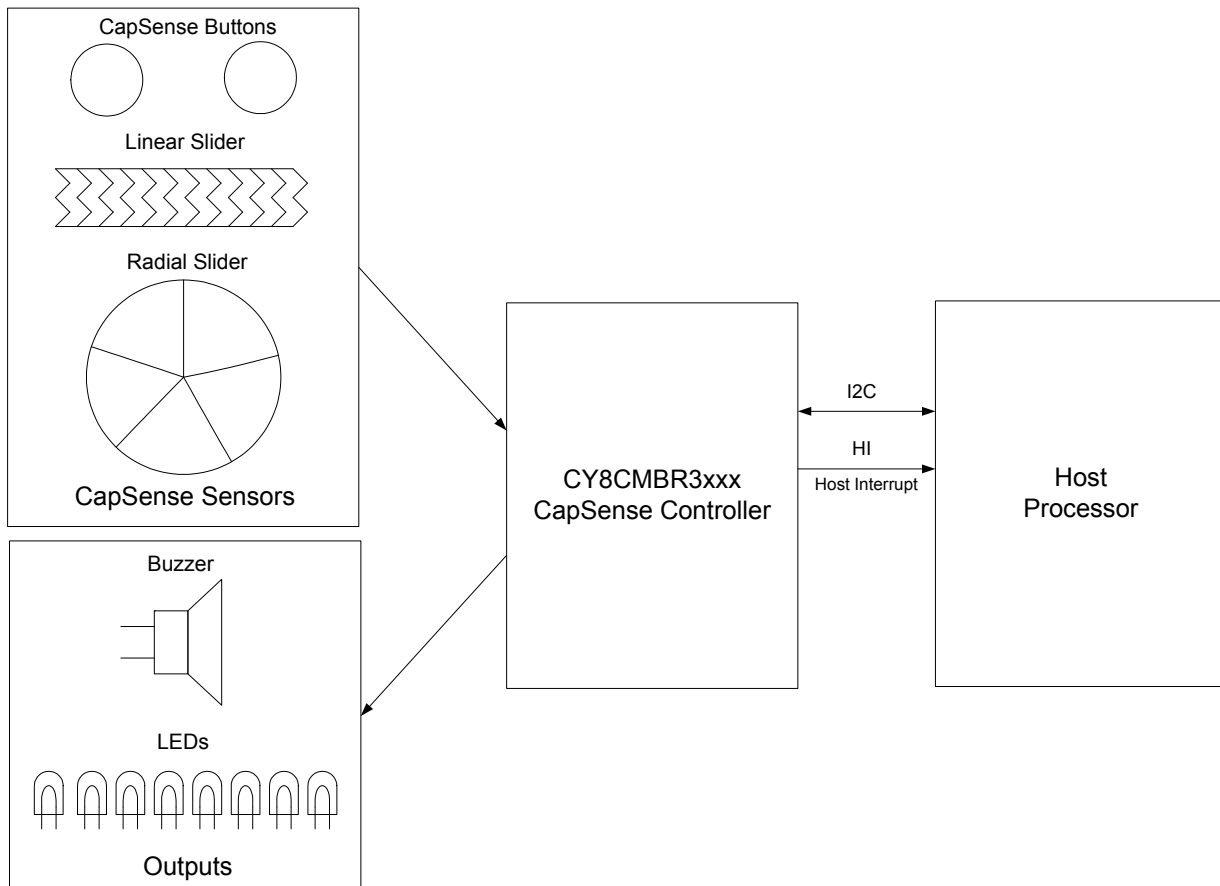 CapSense Buttons
Linear Slider
Radial Slider
CapSense Sensors
Buzzer
LEDs
Outputs
CY8CMBR3xxx
CapSense Controller
I2C
HI
Host Interrupt
Host
Processor